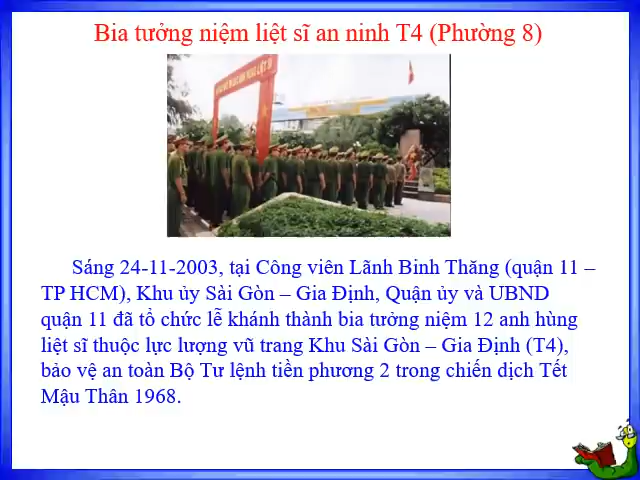 Bia tưởng niệm liệt sĩ an ninh T4 (Phường 8)
Sáng 24-11-2003, tại Công viên Lãnh Binh Thăng (quận 11 –
TP HCM), Khu ủy Sài Gòn – Gia Định, Quận ủy và UBND
quận 11 đã tổ chức lễ khánh thành bia tưởng niệm 12 anh hùng
liệt sĩ thuộc lực lượng vũ trang Khu Sài Gòn – Gia Định (T4),
bảo vệ an toàn Bộ Tư lệnh tiền phương 2 trong chiến dịch Tết
Mậu Thân 1968.